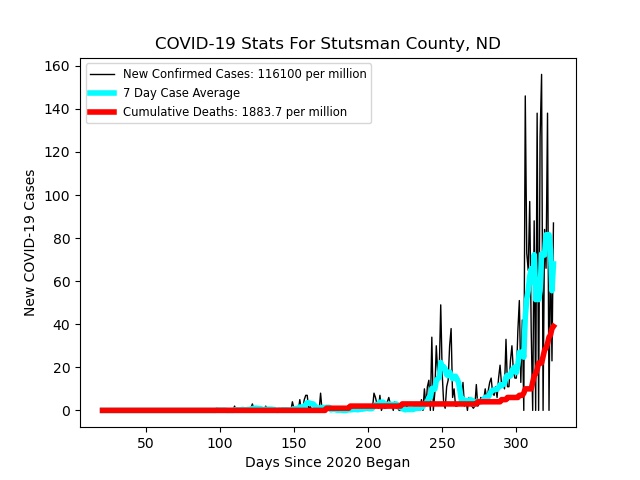 COVID-19 Stats For Stutsman County, ND
New Confirmed Cases: 116100 per million
7 Day Case Average
Cumulative Deaths: 1883.7 per million
New COVID-19 Cases
160
140
120
100
80
60
40
20
0
50 100 150 200 250 300
Days Since 2020 Began